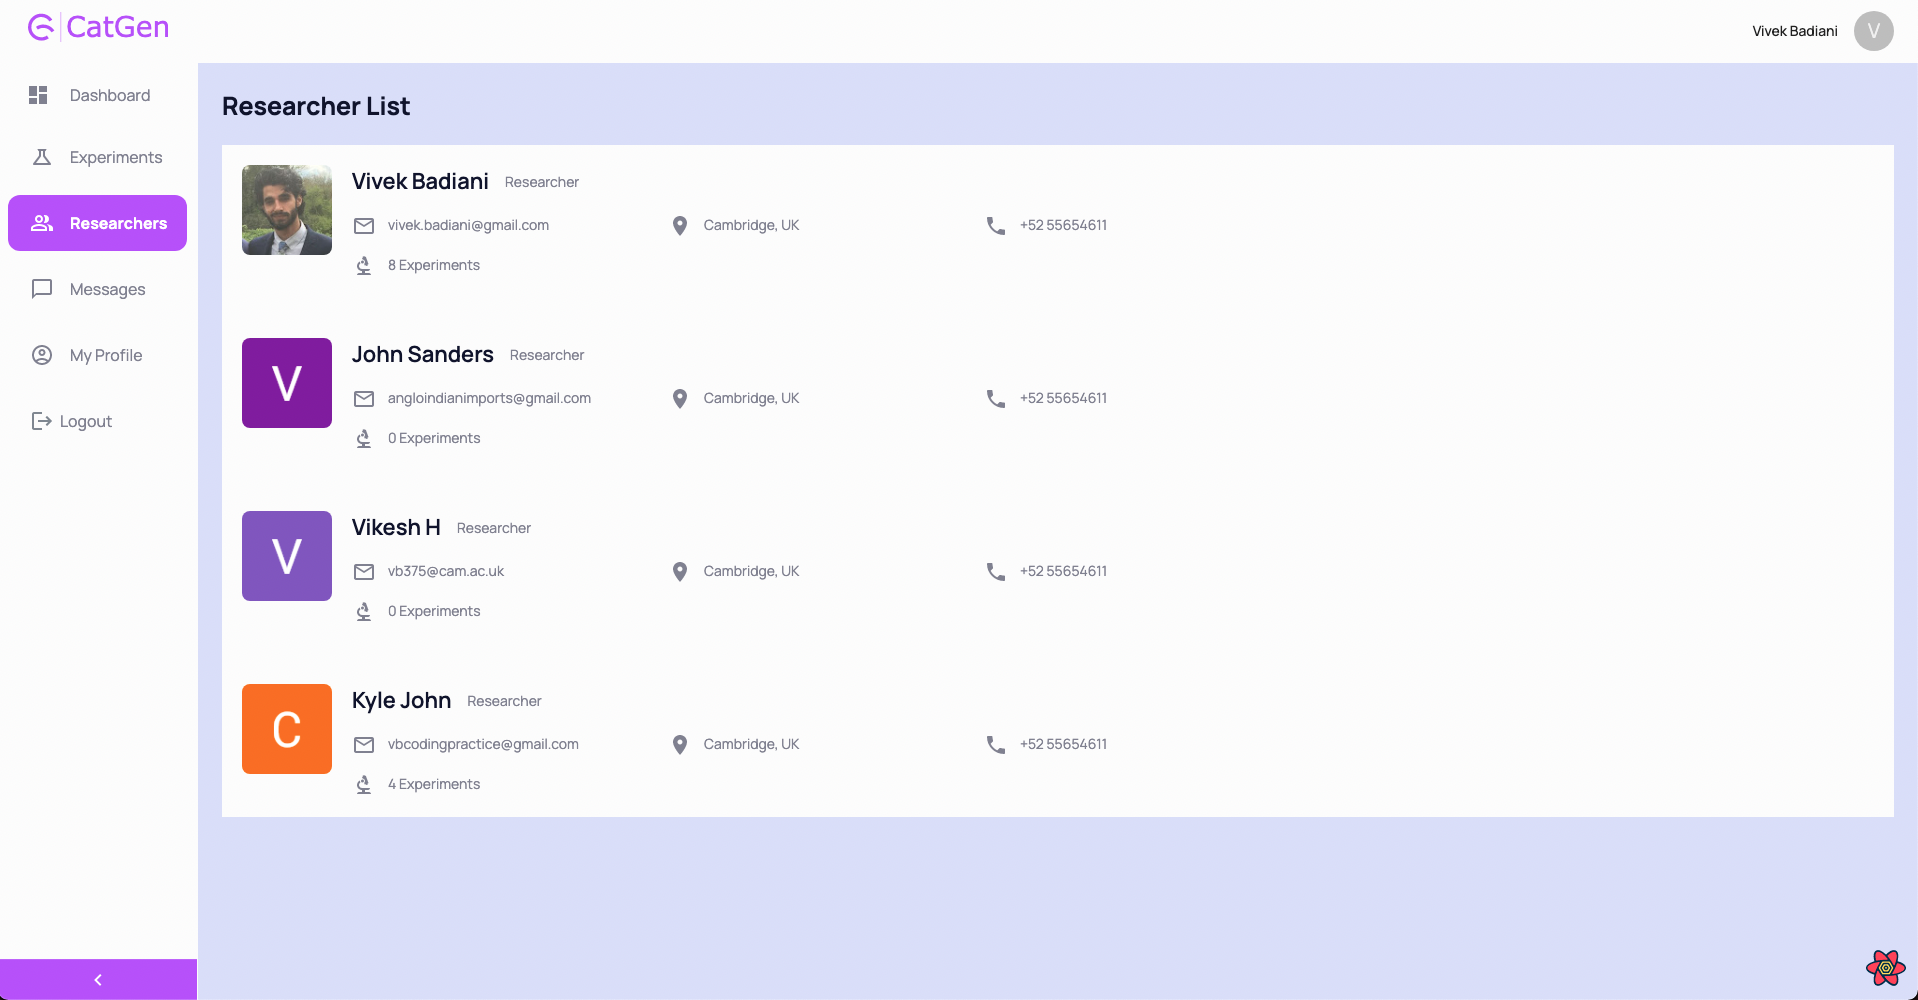 CatGen
Vivek Badiani
V
Dashboard
Experiments
Researchers
Messages
My Profile
Logout
Researcher List
Vivek Badiani Researcher
vivek.badiani@gmail.com Cambridge, UK +52 55654611
8 Experiments
V
John Sanders Researcher
angloindianimports@gmail.com Cambridge, UK +52 55654611
0 Experiments
V
Vikesh H Researcher
vb375@cam.ac.uk Cambridge, UK +52 55654611
0 Experiments
C
Kyle John Researcher
vbcodingpractice@gmail.com Cambridge, UK +52 55654611
4 Experiments